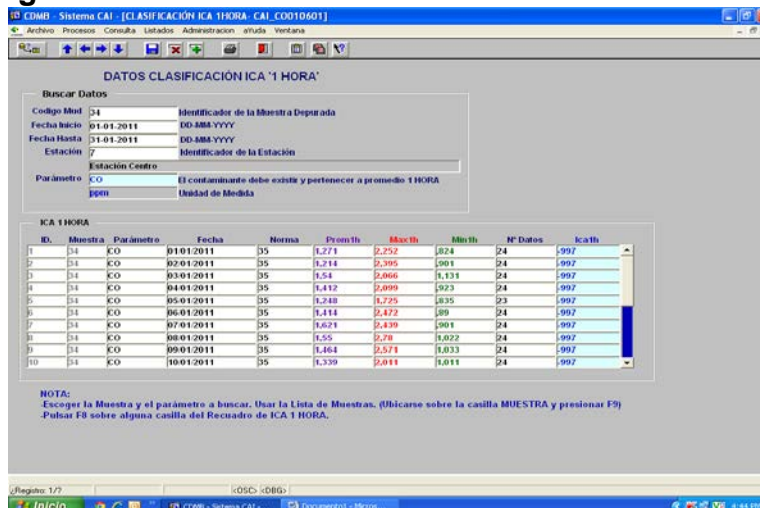 CDMB - Sistema CAI - [CLASIFICACIÓN ICA 1HORA- CAI_CO010601]
Archivo Procesos Consulta Listados Administracion aYuda Ventana
DATOS CLASIFICACIÓN ICA '1 HORA'
Buscar Datos
Codigo Mud 34 Identificador de la Muestra Depurada
Fecha Inicio 01-01-2011 DD-MM-YYYY
Fecha Hasta 31-01-2011 DD-MM-YYYY
Estación 7 Identificador de la Estación
Estación Centro
Parámetro CO El contaminante debe existir y pertenecer a promedio 1 HORA
ppm Unidad de Medida
ICA 1 HORA
ID. Muestra Parámetro Fecha Norma Prom1h Max1h Min1h Nº Datos Ica1h
1 34 CO 01/01/2011 35 1,271 2,252 ,824 24 -997
2 34 CO 02/01/2011 35 1,214 2,395 ,901 24 -997
3 34 CO 03/01/2011 35 1,54 2,066 1,131 24 -997
4 34 CO 04/01/2011 35 1,412 2,099 ,923 24 -997
5 34 CO 05/01/2011 35 1,248 1,725 ,835 23 -997
6 34 CO 06/01/2011 35 1,414 2,472 ,89 24 -997
7 34 CO 07/01/2011 35 1,621 2,439 ,901 24 -997
8 34 CO 08/01/2011 35 1,55 2,78 1,022 24 -997
9 34 CO 09/01/2011 35 1,464 2,571 1,033 24 -997
10 34 CO 10/01/2011 35 1,339 2,011 1,011 24 -997
NOTA:
-Escoger la Muestra y el parámetro a buscar. Usar la Lista de Muestras. (Ubicarse sobre la casilla MUESTRA y presionar F9)
-Pulsar F8 sobre alguna casilla del Recuadro de ICA 1 HORA.
¿Registro: 1/? <OSC> <DBG>
Inicio CDMB - Sistema CAI - Documento1 - Micros 4:44 PM